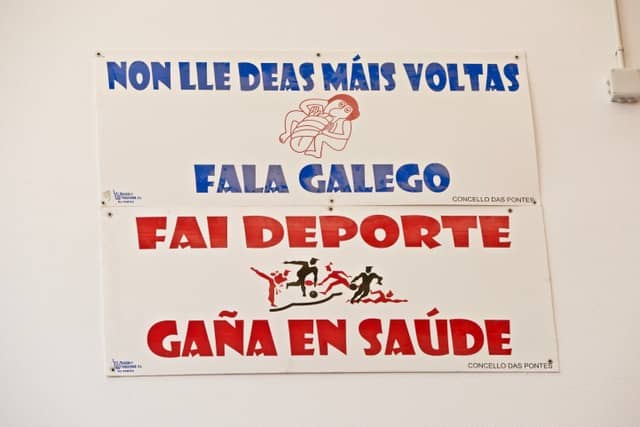 NON LLE DEAS MÁIS VOLTAS
FALA GALEGO
CONCELLO DAS PONTES
FAI DEPORTE
GAÑA EN SAÚDE
CONCELLO DAS PONTES